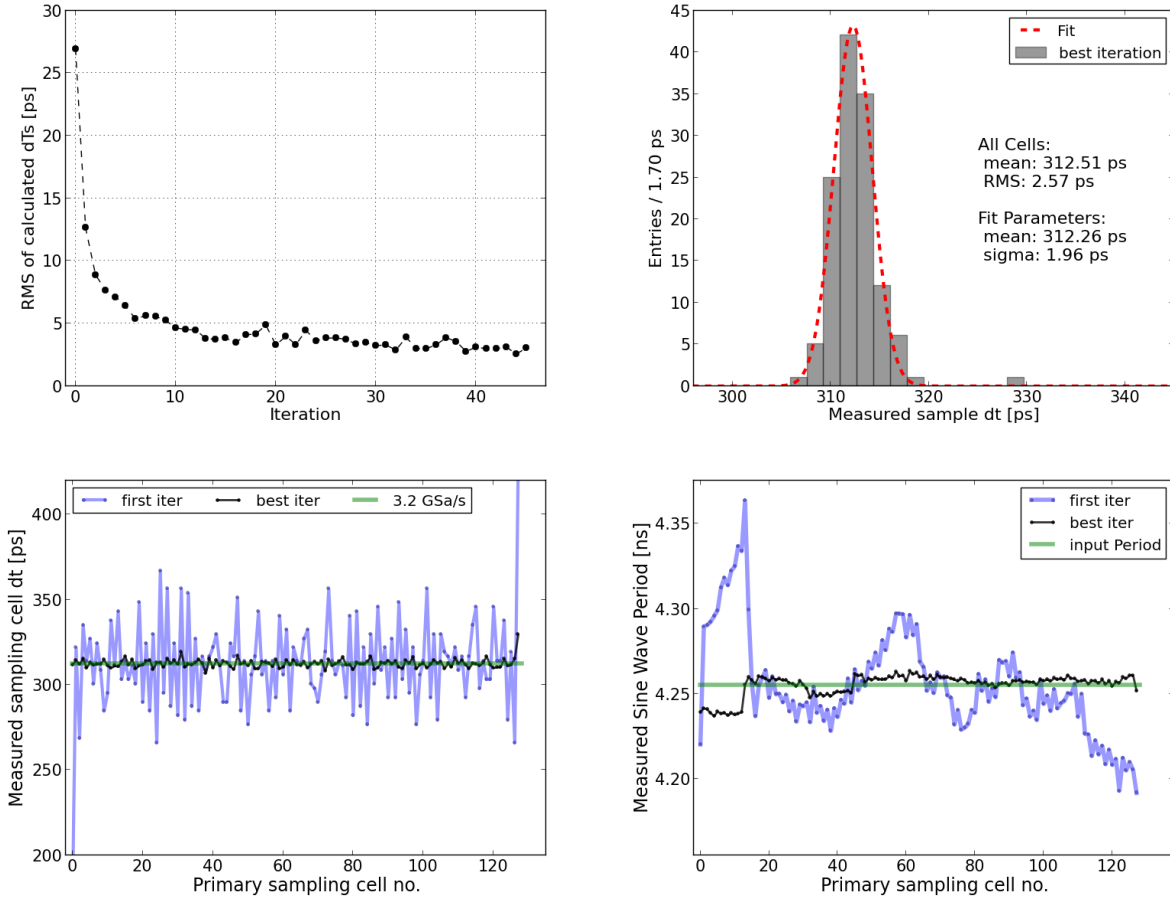 30
25
20
15
10
5
0
RMS of calculated dTs [ps]
0 10 20 30 40
Iteration
45
40
35
30
25
20
15
10
5
0
Entries / 1.70 ps
Fit
best iteration
All Cells:
mean: 312.51 ps
RMS: 2.57 ps
Fit Parameters:
mean: 312.26 ps
sigma: 1.96 ps
300 310 320 330 340
Measured sample dt [ps]
400
350
300
250
200
Measured sampling cell dt [ps]
first iter best iter 3.2 GSa/s
0 20 40 60 80 100 120
Primary sampling cell no.
4.35
4.30
4.25
4.20
Measured Sine Wave Period [ns]
first iter
best iter
input Period
0 20 40 60 80 100 120
Primary sampling cell no.